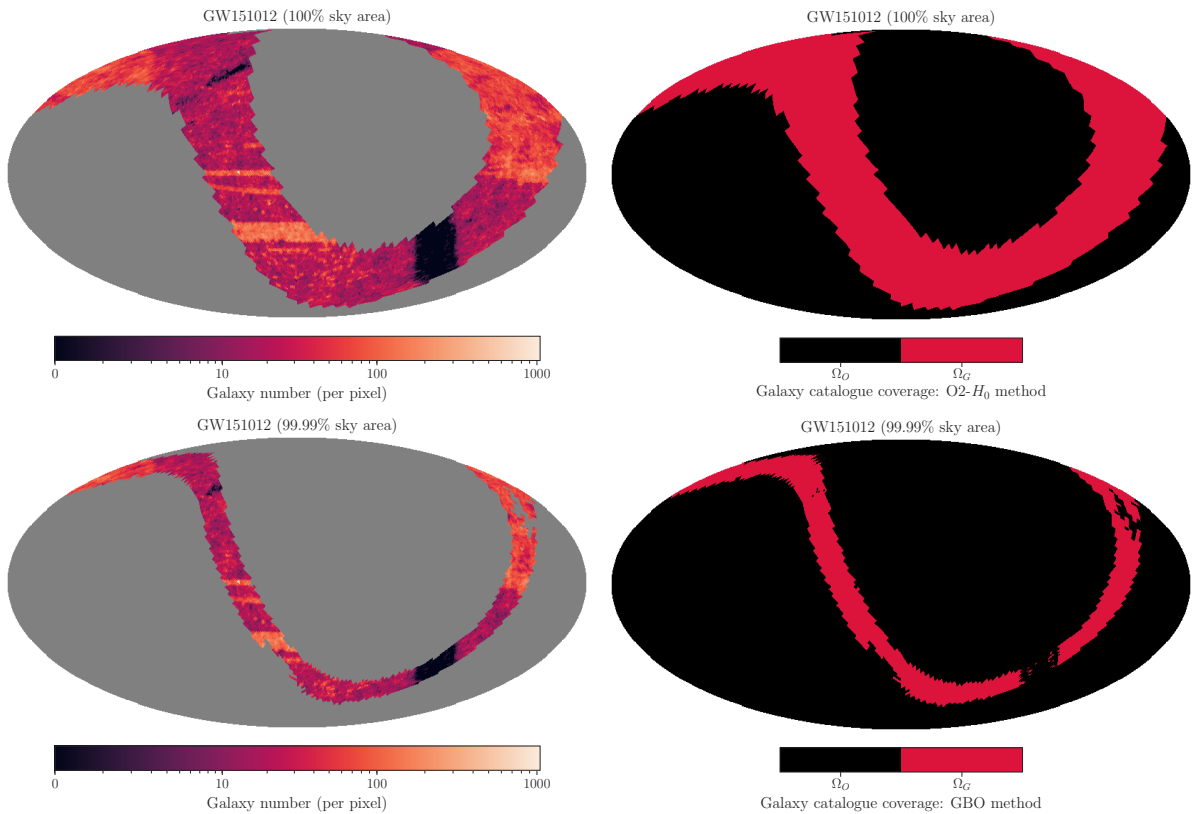 GW151012 (100% sky area)
0 10 100 1000
Galaxy number (per pixel)
GW151012 (100% sky area)
Ω_O Ω_G
Galaxy catalogue coverage: O2-H₀ method
GW151012 (99.99% sky area)
0 10 100 1000
Galaxy number (per pixel)
GW151012 (99.99% sky area)
Ω_O Ω_G
Galaxy catalogue coverage: GBO method